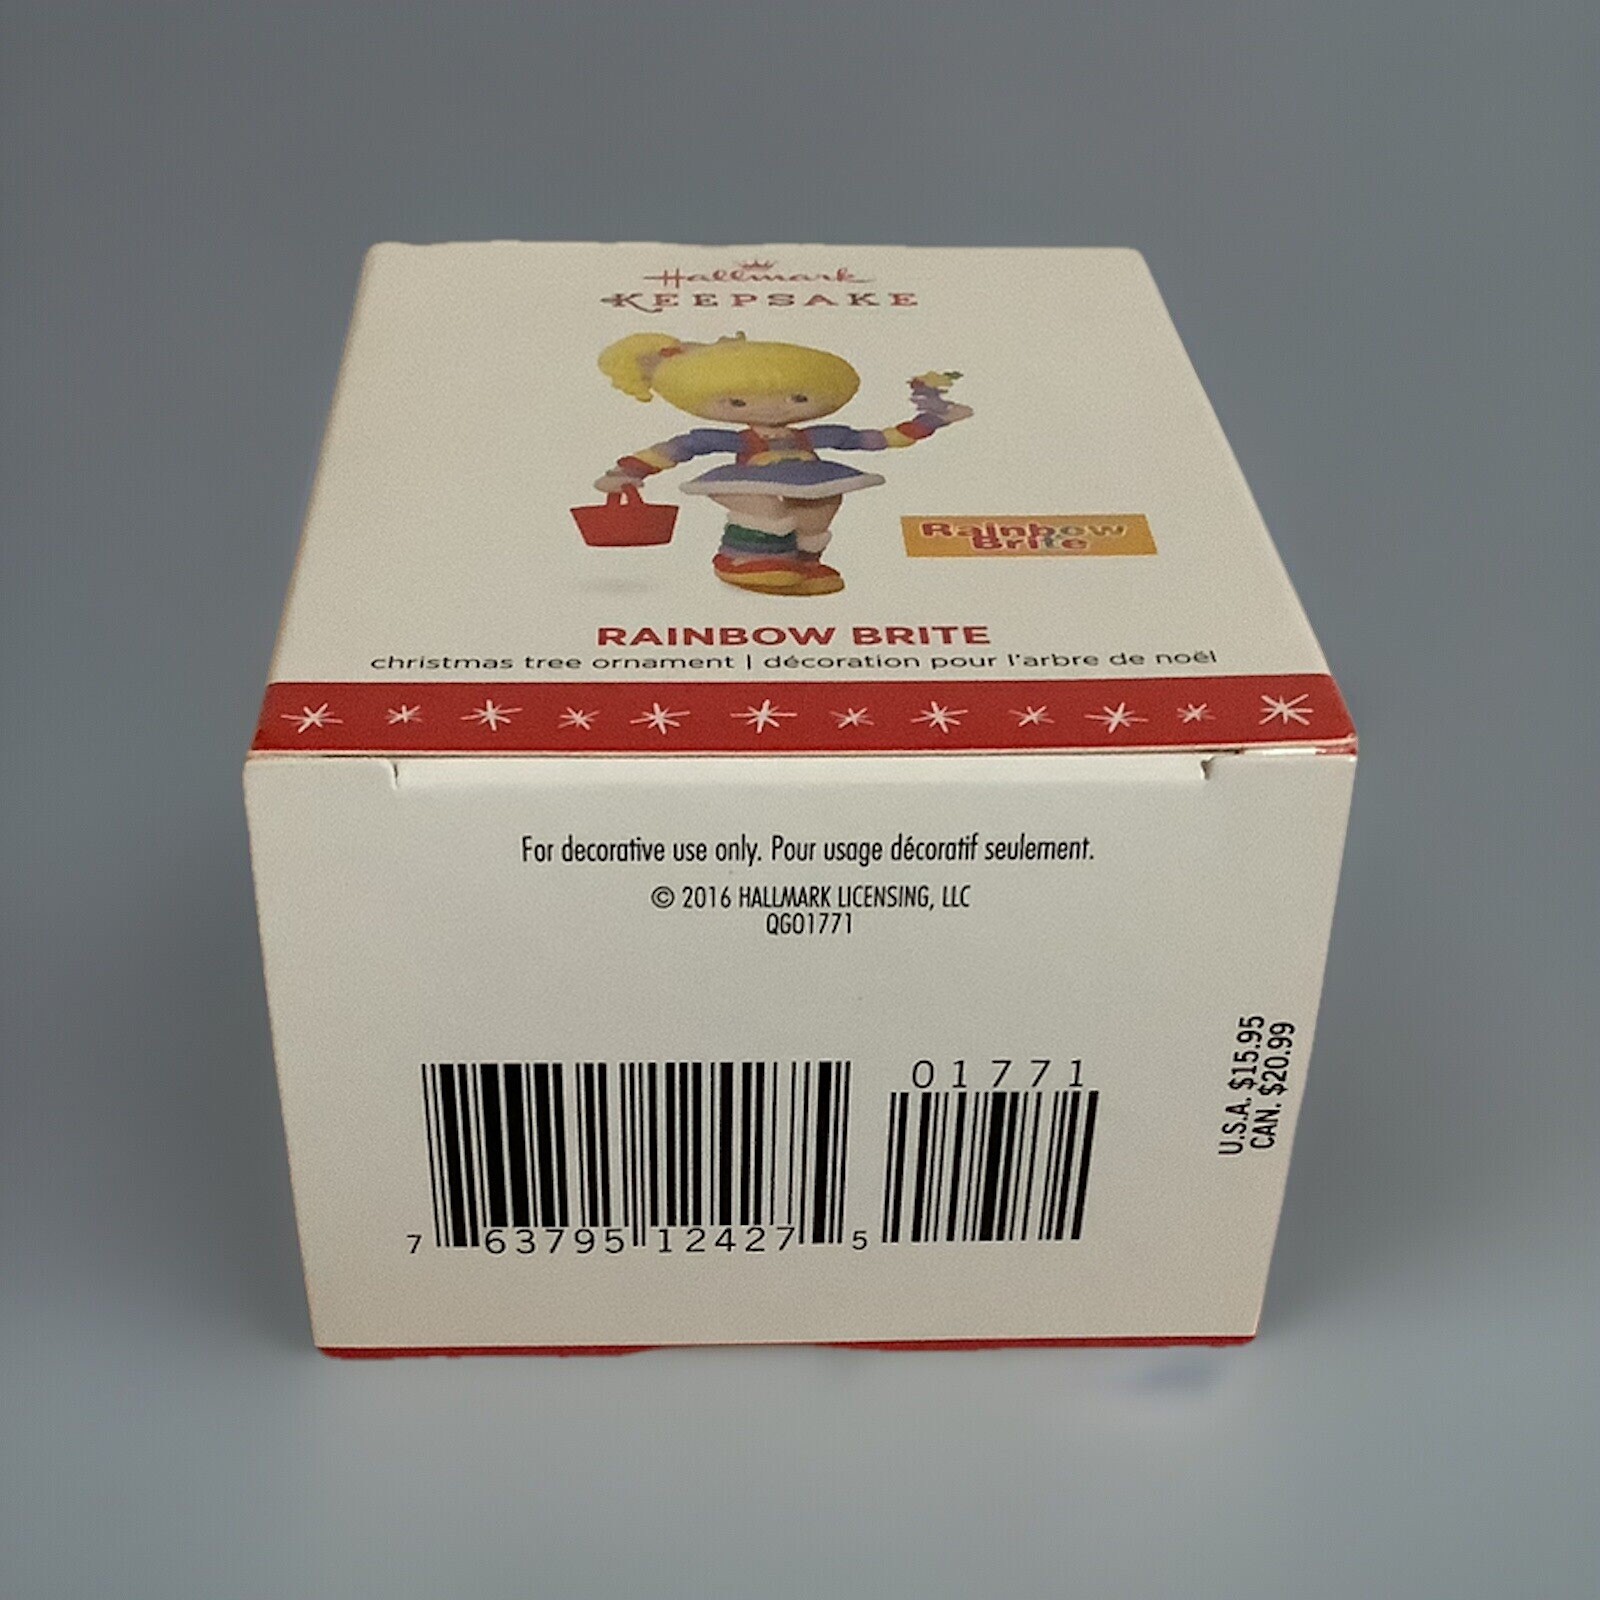 Hallmark
KEEPSAKE
Rainbow
Brite
RAINBOW BRITE
christmas tree ornament | décoration pour l'arbre de noël
For decorative use only. Pour usage décoratif seulement.
© 2016 HALLMARK LICENSING, LLC
QGO1771
01771
7 63795 12427 5
U.S.A. $15.95
CAN. $20.99